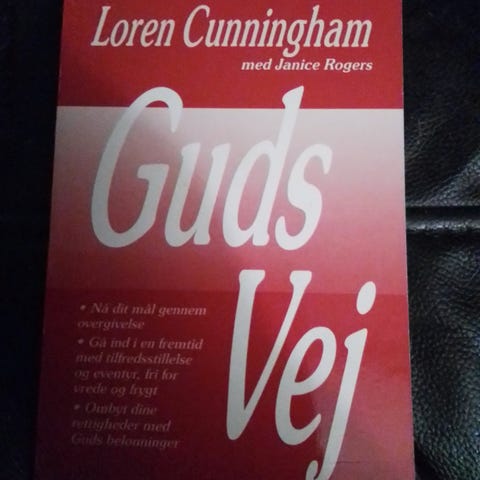 Loren Cunningham
med Janice Rogers
Guds
Vej
• Nå dit mål gennem
overgivelse
• Gå ind i en fremtid
med tilfredsstillelse
og eventyr, fri for
vrede og frygt
• Ombyt dine
rettigheder med
Guds belønninger